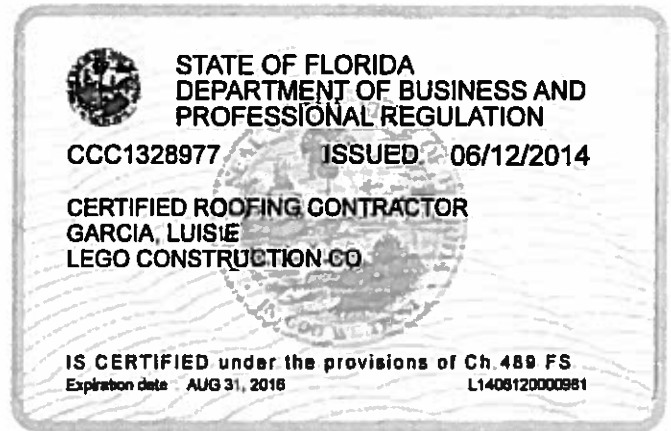 STATE OF FLORIDA
DEPARTMENT OF BUSINESS AND
PROFESSIONAL REGULATION
CCC1328977 ISSUED. 06/12/2014
CERTIFIED ROOFING CONTRACTOR
GARCIA, LUIS E
LEGO CONSTRUCTION CO
IS CERTIFIED under the provisions of Ch.489 FS
Expiration date : AUG 31, 2016 L1406120000961